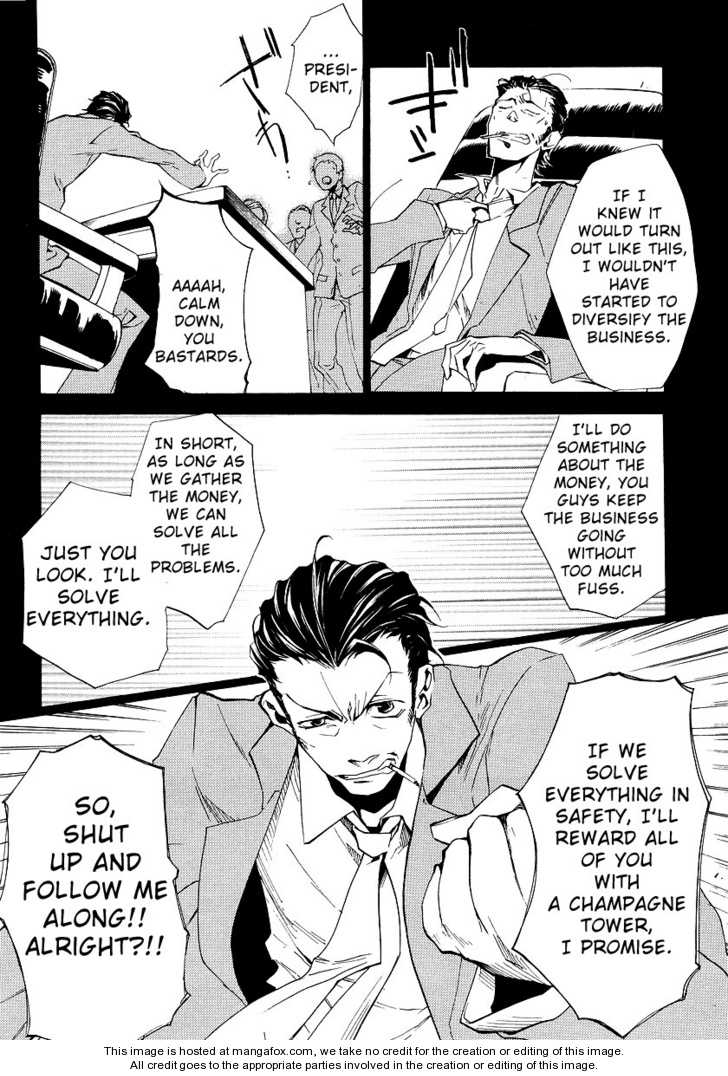 IF I
KNEW IT
WOULD TURN
OUT LIKE THIS,
I WOULDN'T
HAVE
STARTED TO
DIVERSIFY THE
BUSINESS.
...
PRESI-
DENT,
AAAAH,
CALM
DOWN,
YOU
BASTARDS.
I'LL DO
SOMETHING
ABOUT THE
MONEY, YOU
GUYS KEEP
THE BUSINESS
GOING
WITHOUT
TOO MUCH
FUSS.
IN SHORT,
AS LONG AS
WE GATHER
THE MONEY,
WE CAN
SOLVE ALL
THE
PROBLEMS.
JUST YOU
LOOK. I'LL
SOLVE
EVERYTHING.
IF WE
SOLVE
EVERYTHING IN
SAFETY, I'LL
REWARD ALL
OF YOU
WITH
A CHAMPAGNE
TOWER,
I PROMISE.
SO,
SHUT
UP AND
FOLLOW ME
ALONG!!
ALRIGHT?!!
This image is hosted at mangafox.com, we take no credit for the creation or editing of this image.
All credit goes to the appropriate parties involved in the creation or editing of this image.